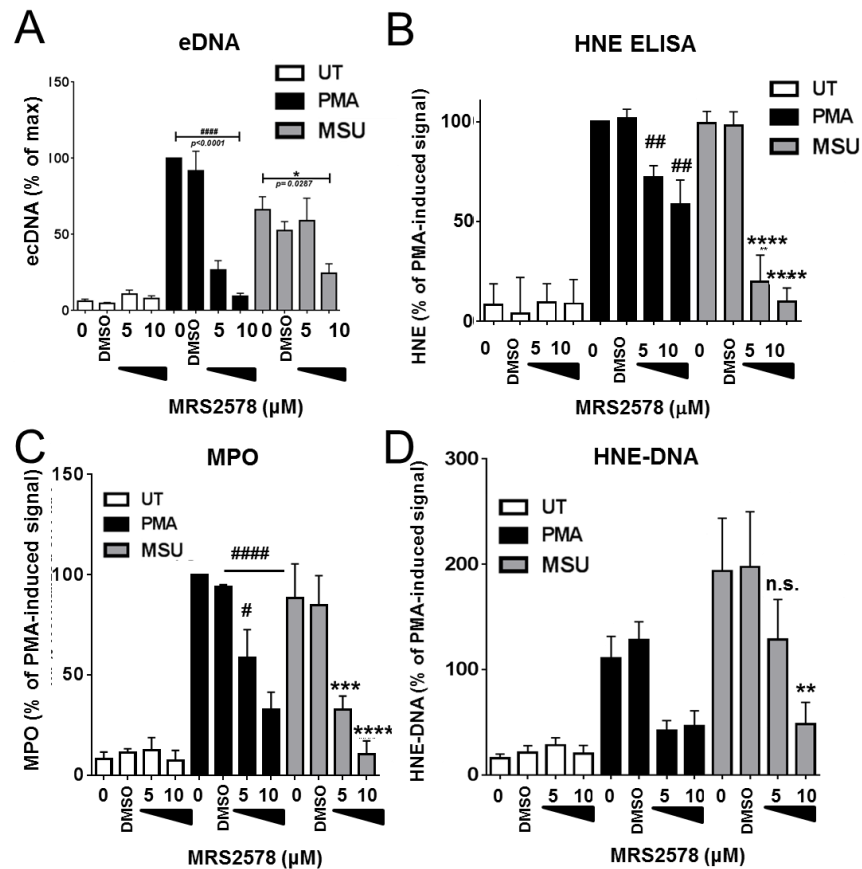 A
eDNA
UT
PMA
MSU
ecDNA (% of max)
150
100
50
0
####
p<0.0001
*
p=0.0287
0 DMSO 5 10 0 DMSO 5 10 0 DMSO 5 10
MRS2578 (µM)
B
HNE ELISA
UT
PMA
MSU
HNE (% of PMA-induced signal)
100
50
0
##
##
****
****
0 DMSO 5 10 0 DMSO 5 10 0 DMSO 5 10
MRS2578 (µM)
C
MPO
UT
PMA
MSU
MPO (% of PMA-induced signal)
150
100
50
0
####
#
***
****
0 DMSO 5 10 0 DMSO 5 10 0 DMSO 5 10
MRS2578 (µM)
D
HNE-DNA
UT
PMA
MSU
HNE-DNA (% of PMA-induced signal)
300
200
100
0
n.s.
**
0 DMSO 5 10 0 DMSO 5 10 0 DMSO 5 10
MRS2578 (µM)